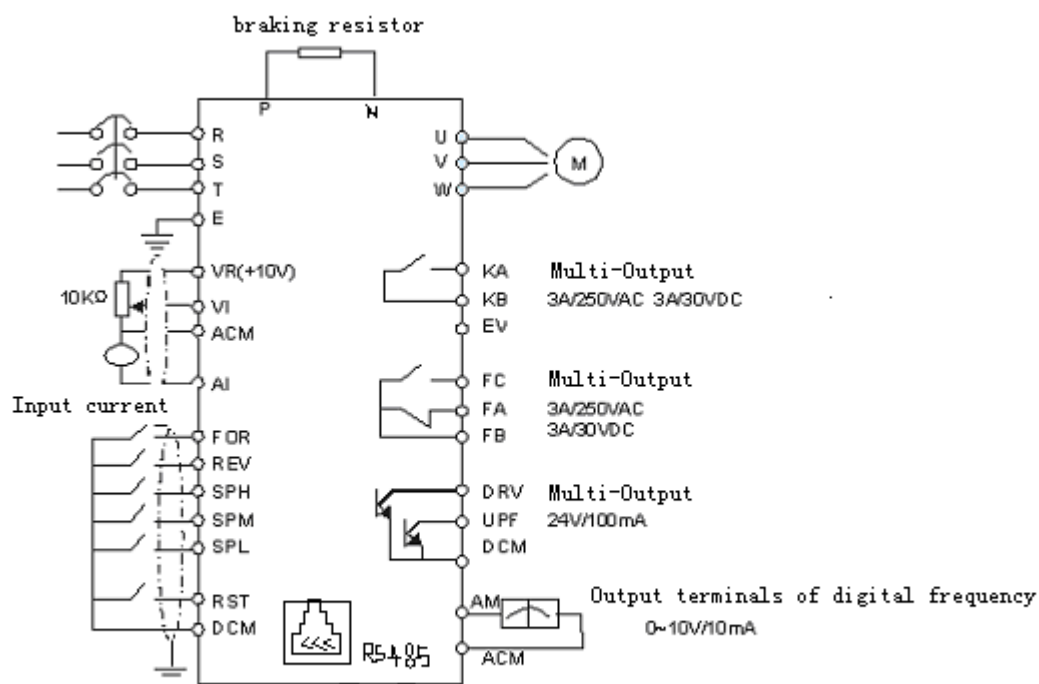 braking resistor
P N
R
S
T
E
VR(+10V)
10KΩ
VI
ACM
AI
Input current
FOR
REV
SPH
SPM
SPL
RST
DCM
RS485
U
V
W
M
KA Multi-Output
KB 3A/250VAC 3A/30VDC
EV
FC Multi-Output
FA 3A/250VAC
FB 3A/30VDC
DRV Multi-Output
UPF 24V/100mA
DCM
AM Output terminals of digital frequency
0~10V/10mA
ACM